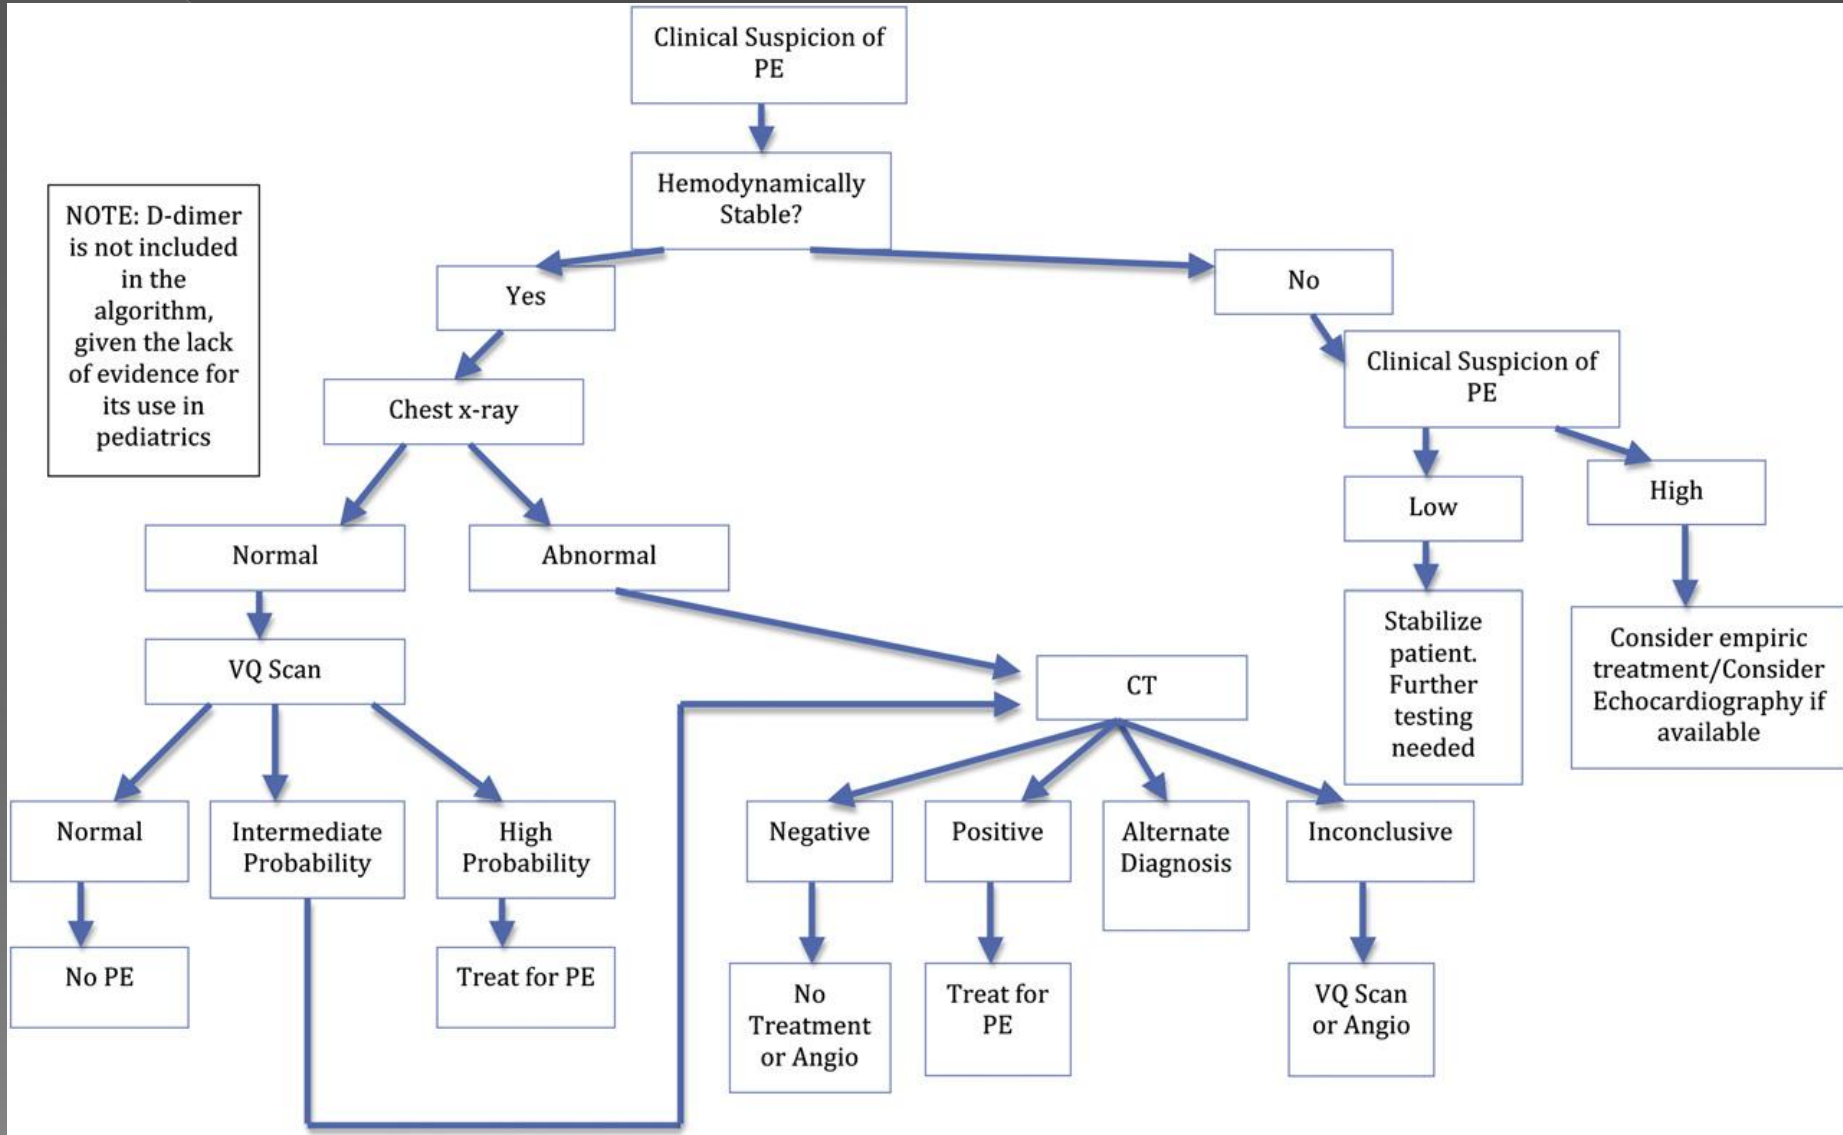 Clinical Suspicion of
PE
Hemodynamically
Stable?
NOTE: D-dimer
is not included
in the
algorithm,
given the lack
of evidence for
its use in
pediatrics
Yes
No
Chest x-ray
Clinical Suspicion of
PE
Normal
Abnormal
Low
High
VQ Scan
CT
Stabilize
patient.
Further
testing
needed
Consider empiric
treatment/Consider
Echocardiography if
available
Normal
Intermediate
Probability
High
Probability
Negative
Positive
Alternate
Diagnosis
Inconclusive
No PE
Treat for PE
No
Treatment
or Angio
Treat for
PE
VQ Scan
or Angio